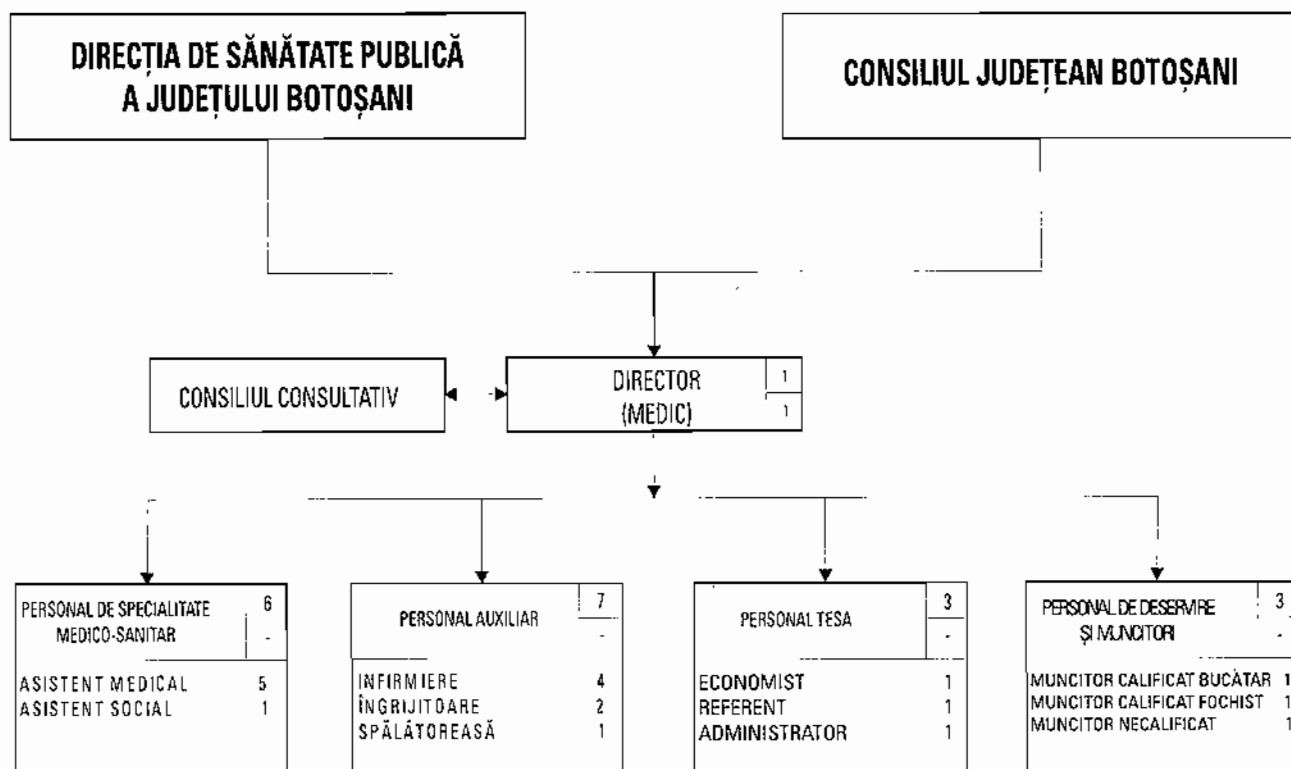 DIRECȚIA DE SĂNĂTATE PUBLICĂ
A JUDEȚULUI BOTOȘANI
CONSILIUL JUDEȚEAN BOTOȘANI
CONSILIUL CONSULTATIV
DIRECTOR
(MEDIC)
1
1
PERSONAL DE SPECIALITATE
MEDICO-SANITAR
6
-
ASISTENT MEDICAL 5
ASISTENT SOCIAL 1
PERSONAL AUXILIAR
7
-
INFIRMIERE 4
ÎNGRIJITOARE 2
SPĂLĂTOREASĂ 1
PERSONAL TESA
3
-
ECONOMIST 1
REFERENT 1
ADMINISTRATOR 1
PERSONAL DE DESERVIRE
ȘI MUNCITORI
3
-
MUNCITOR CALIFICAT BUCĂTAR 1
MUNCITOR CALIFICAT FOCHIST 1
MUNCITOR NECALIFICAT 1